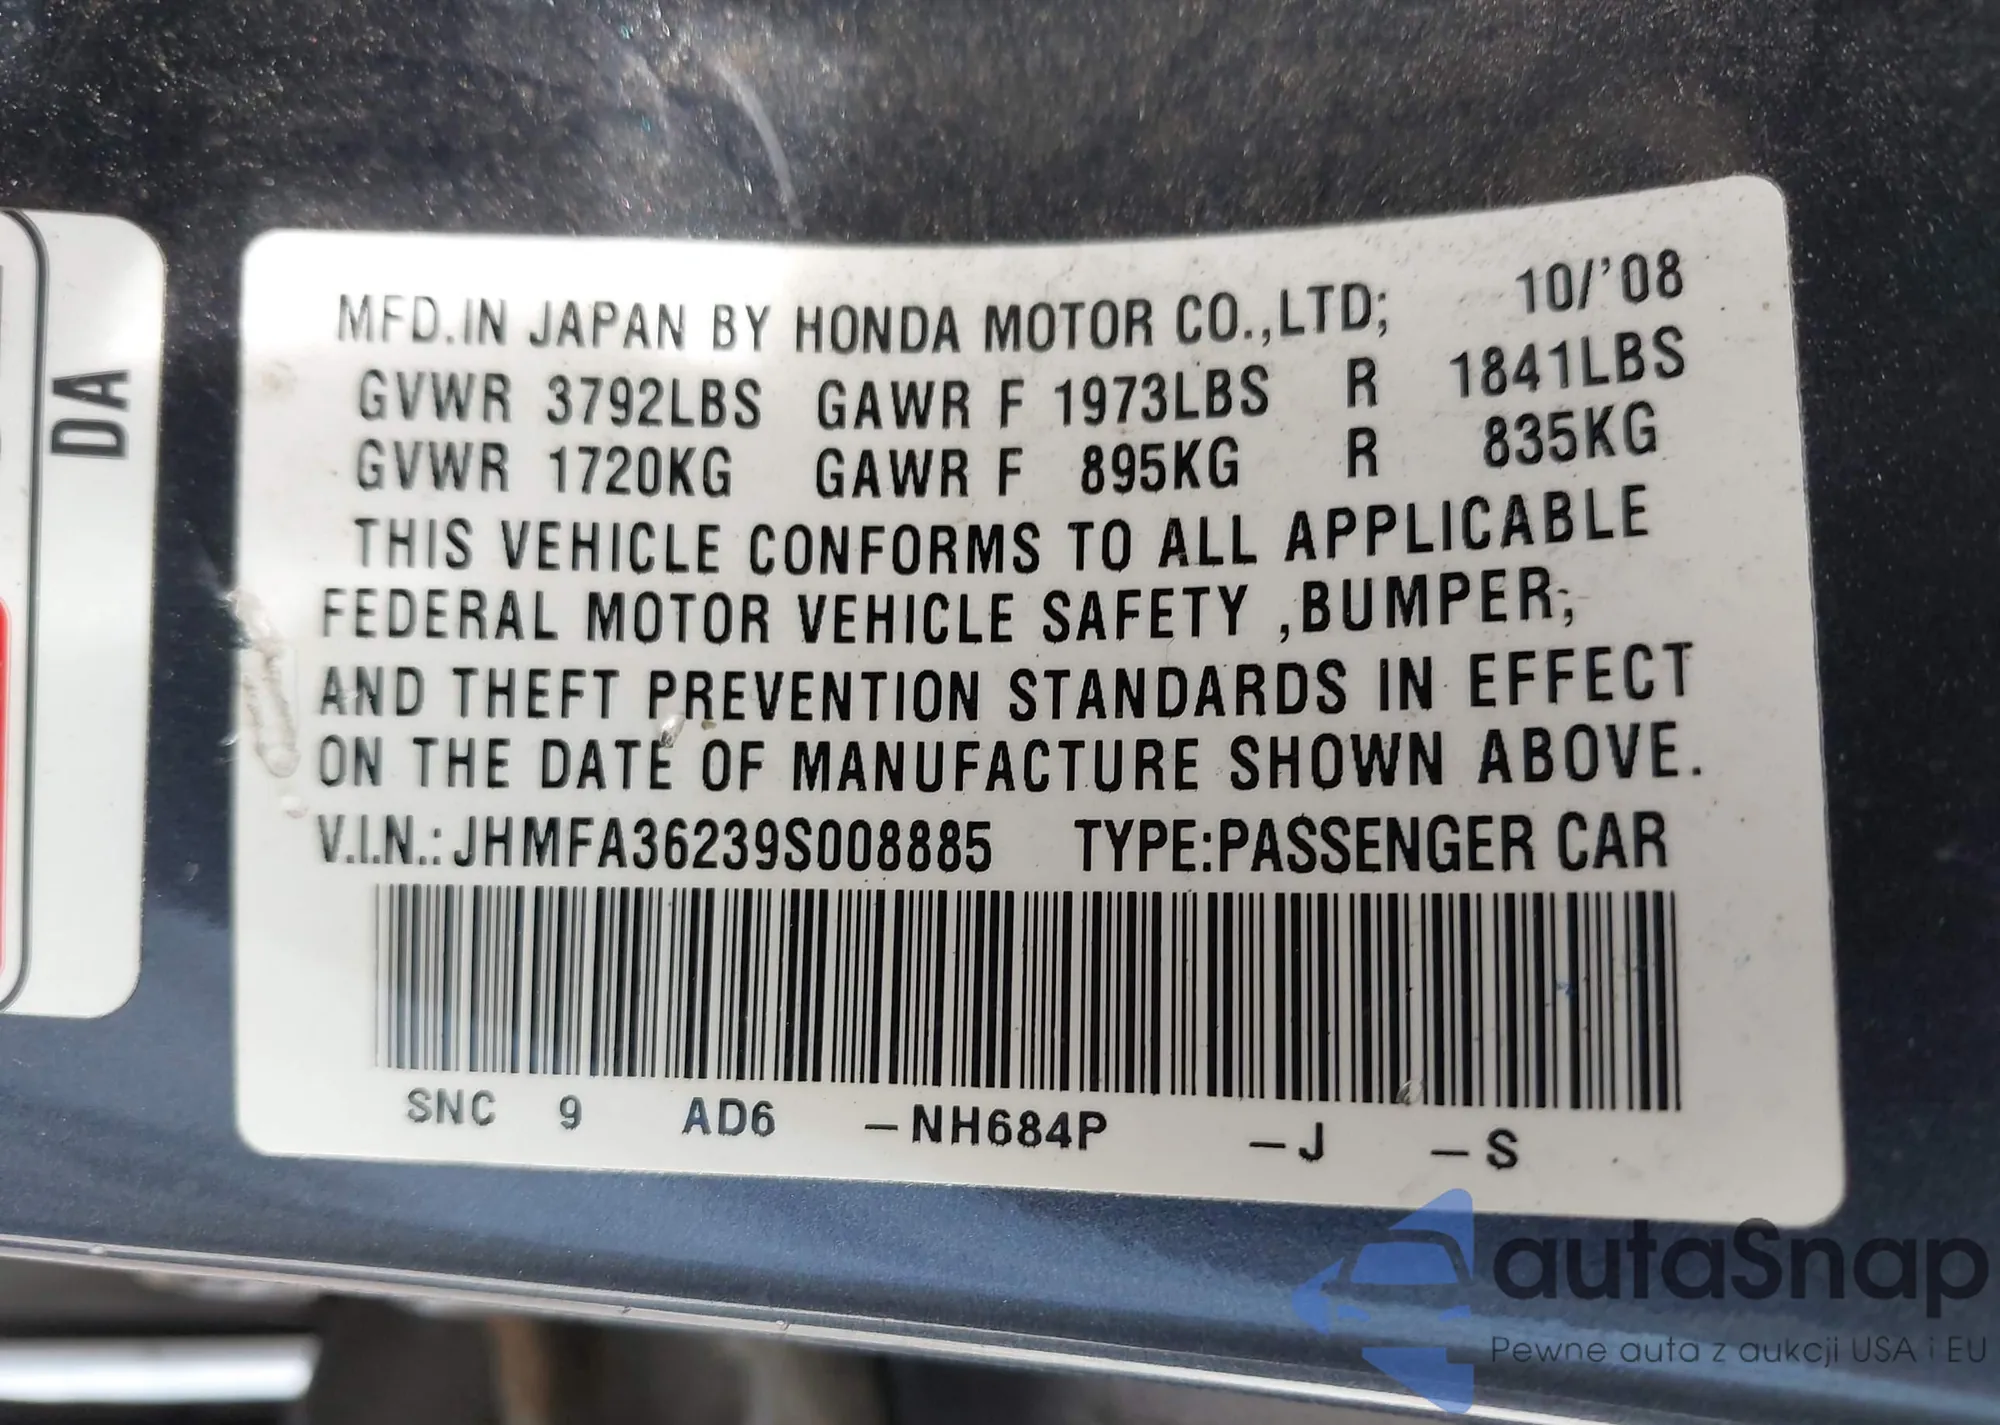 DA
MFD.IN JAPAN BY HONDA MOTOR CO.,LTD; 10/'08
GVWR 3792LBS GAWR F 1973LBS R 1841LBS
GVWR 1720KG GAWR F 895KG R 835KG
THIS VEHICLE CONFORMS TO ALL APPLICABLE
FEDERAL MOTOR VEHICLE SAFETY ,BUMPER;
AND THEFT PREVENTION STANDARDS IN EFFECT
ON THE DATE OF MANUFACTURE SHOWN ABOVE.
V.I.N.: JHMFA36239S008885 TYPE:PASSENGER CAR
SNC 9 AD6 –NH684P –J –S
autaSnap
Pewne auta z aukcji USA i EU